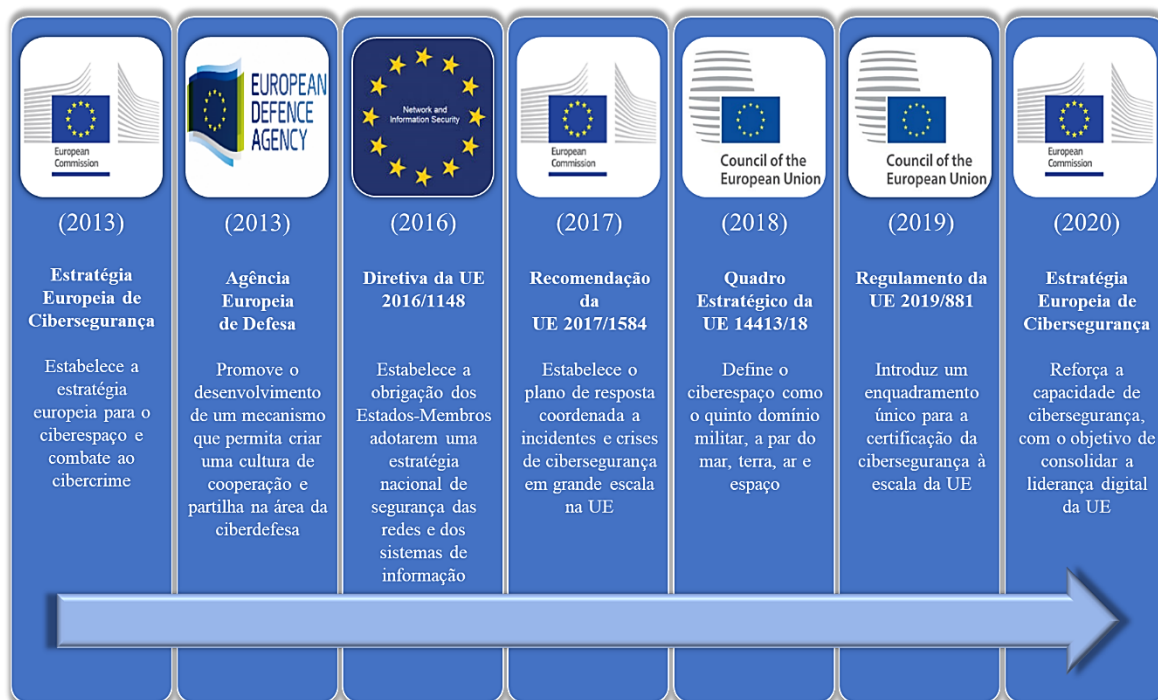 European
Commission
(2013)
Estratégia
Europeia de
Cibersegurança
Estabelece a
estratégia
europeia para o
ciberespaço e
combate ao
cibercrime
EUROPEAN
DEFENCE
AGENCY
(2013)
Agência
Europeia
de Defesa
Promove o
desenvolvimento
de um mecanismo
que permita criar
uma cultura de
cooperação e
partilha na área da
ciberdefesa
Network and
Information Security
(2016)
Diretiva da UE
2016/1148
Estabelece a
obrigação dos
Estados-Membros
adotarem uma
estratégia
nacional de
segurança das
redes e dos
sistemas de
informação
European
Commission
(2017)
Recomendação
da
UE 2017/1584
Estabelece o
plano de resposta
coordenada a
incidentes e crises
de cibersegurança
em grande escala
na UE
Council of the
European Union
(2018)
Quadro
Estratégico da
UE 14413/18
Define o
ciberespaço como
o quinto domínio
militar, a par do
mar, terra, ar e
espaço
Council of the
European Union
(2019)
Regulamento da
UE 2019/881
Introduz um
enquadramento
único para a
certificação da
cibersegurança à
escala da UE
European
Commission
(2020)
Estratégia
Europeia de
Cibersegurança
Reforça a
capacidade de
cibersegurança,
com o objetivo de
consolidar a
liderança digital
da UE